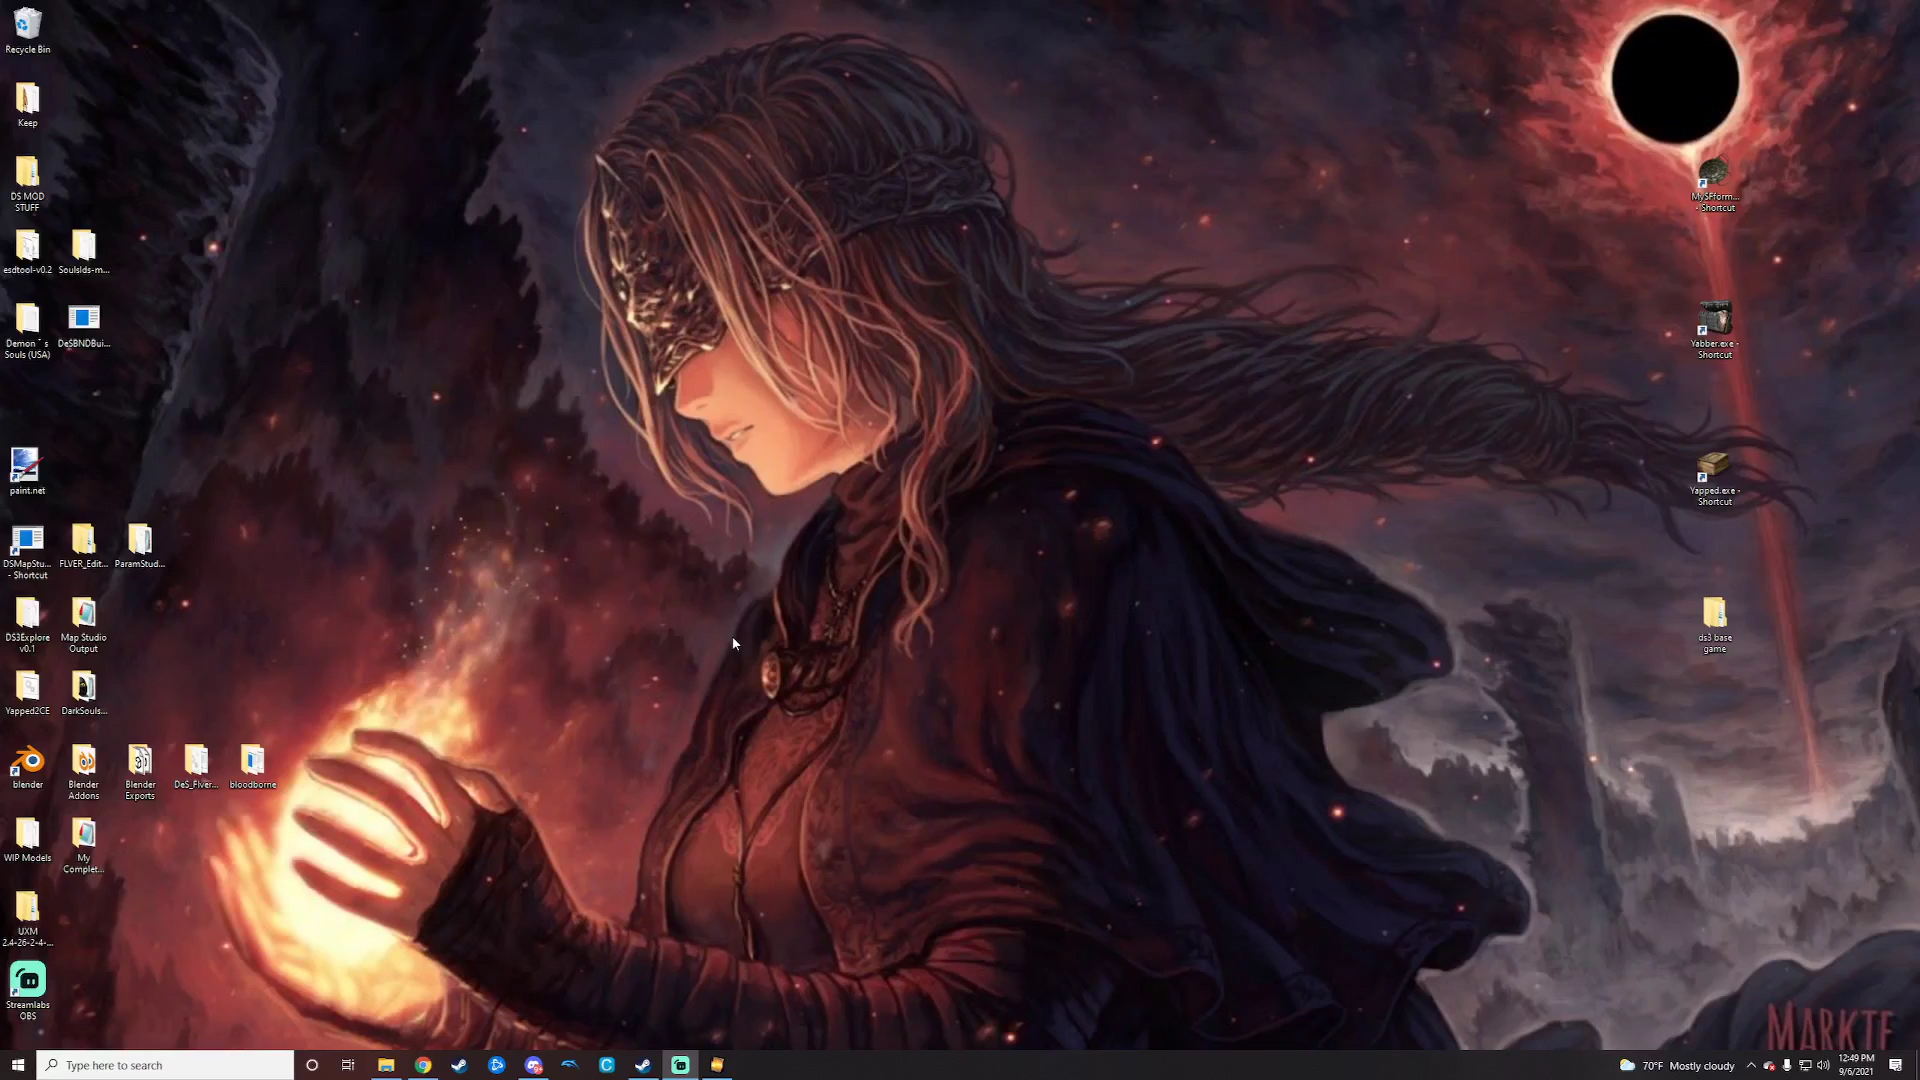 Recycle Bin
Keep
DS MOD
STUFF
esdtool-v0.2
SoulsIds-m...
Demon`s
Souls (USA)
DeSBNDBui...
paint.net
DSMapStu...
- Shortcut
FLVER_Edit...
ParamStud...
DS3Explore
v0.1
Map Studio
Output
Yapped2CE
DarkSouls...
blender
Blender
Addons
Blender
Exports
DeS_Flver...
bloodborne
WIP Models
My
Complet...
UXM
2.4-26-2-4-...
Streamlabs
OBS
MySFform...
- Shortcut
Yabber.exe -
Shortcut
Yapped.exe -
Shortcut
ds3 base
game
MARKTF
Type here to search
9+
70°F Mostly cloudy
12:49 PM
9/6/2021